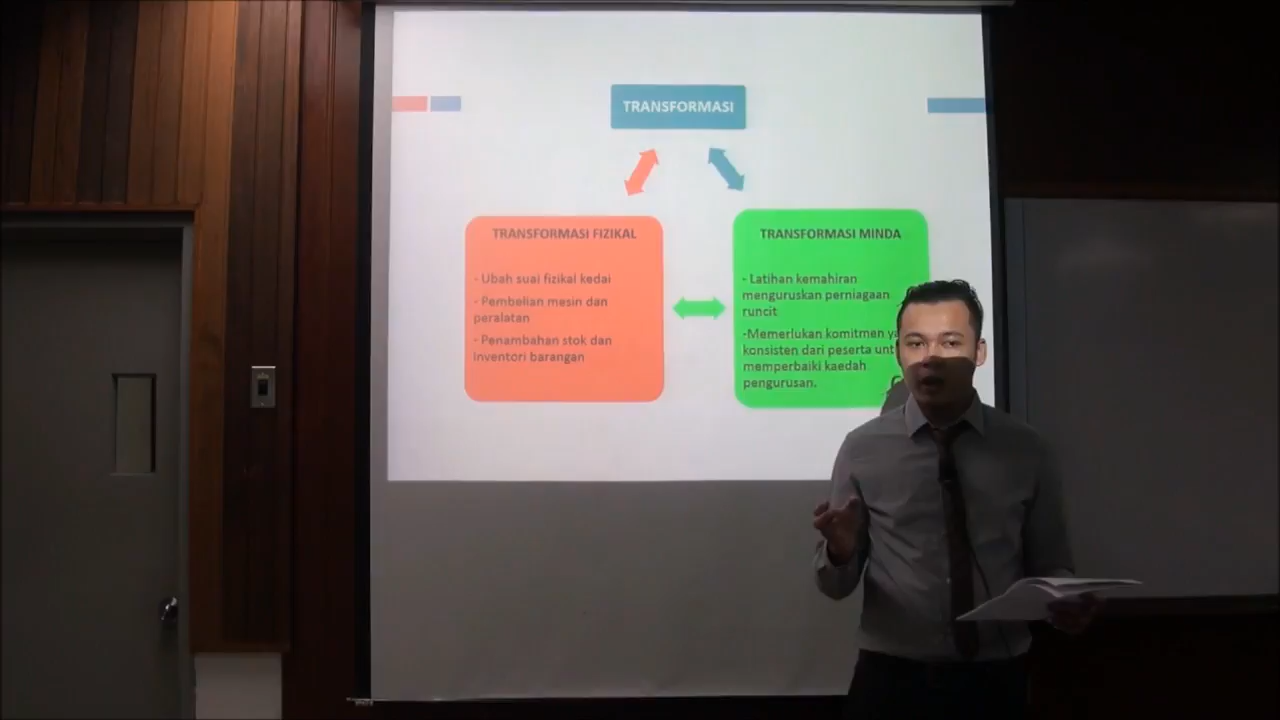 TRANSFORMASI
TRANSFORMASI FIZIKAL
- Ubah suai fizikal kedai
- Pembelian mesin dan
peralatan
- Penambahan stok dan
inventori barangan
TRANSFORMASI MINDA
- Latihan kemahiran
menguruskan perniagaan
runcit
-Memerlukan komitmen
konsisten dari peserta
memperbaiki kaedah
pengurusan.